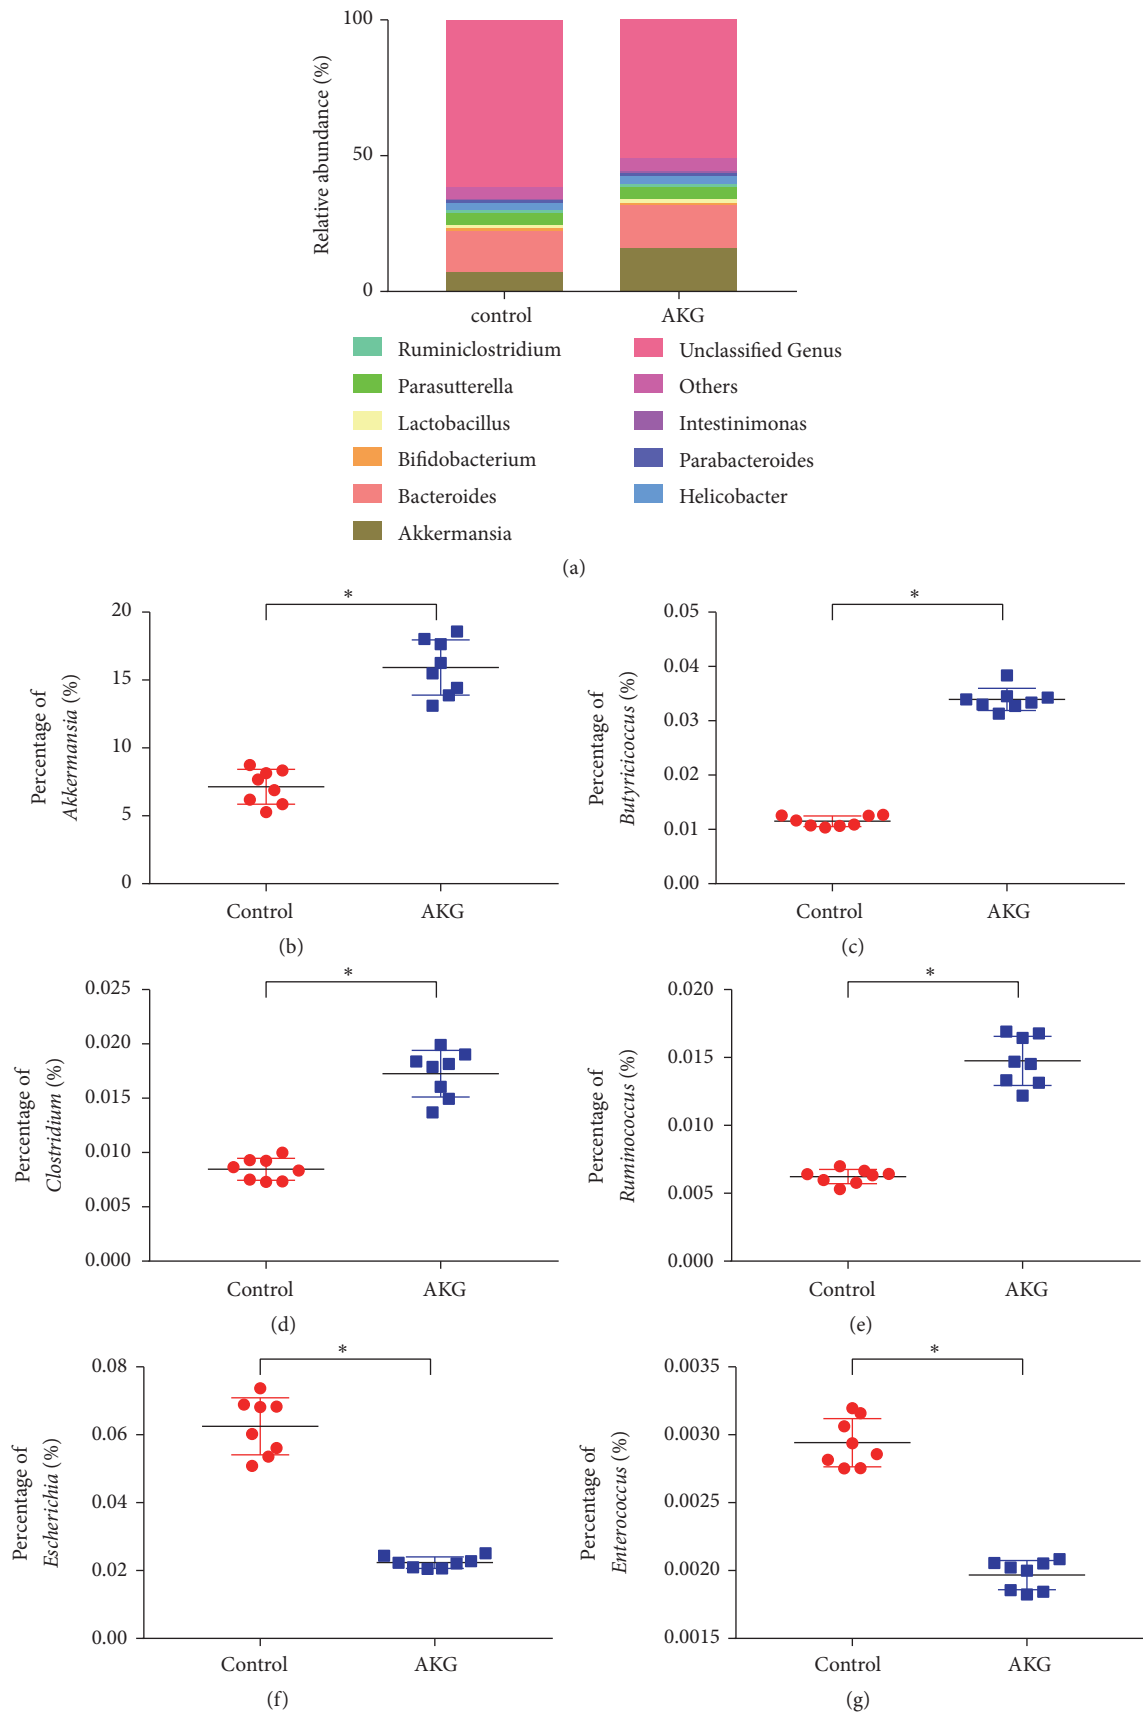 Relative abundance (%)
100
50
0
control
AKG
Ruminiclostridium
Parasutterella
Lactobacillus
Bifidobacterium
Bacteroides
Akkermansia
Unclassified Genus
Others
Intestinimonas
Parabacteroides
Helicobacter
(a)
Percentage of
Akkermansia (%)
20
15
10
5
0
*
Control
AKG
(b)
Percentage of
Butyricicoccus (%)
0.05
0.04
0.03
0.02
0.01
0.00
*
Control
AKG
(c)
Percentage of
Clostridium (%)
0.025
0.020
0.015
0.010
0.005
0.000
*
Control
AKG
(d)
Percentage of
Ruminococcus (%)
0.020
0.015
0.010
0.005
0.000
*
Control
AKG
(e)
Percentage of
Escherichia (%)
0.08
0.06
0.04
0.02
0.00
*
Control
AKG
(f)
Percentage of
Enterococcus (%)
0.0035
0.0030
0.0025
0.0020
0.0015
*
Control
AKG
(g)